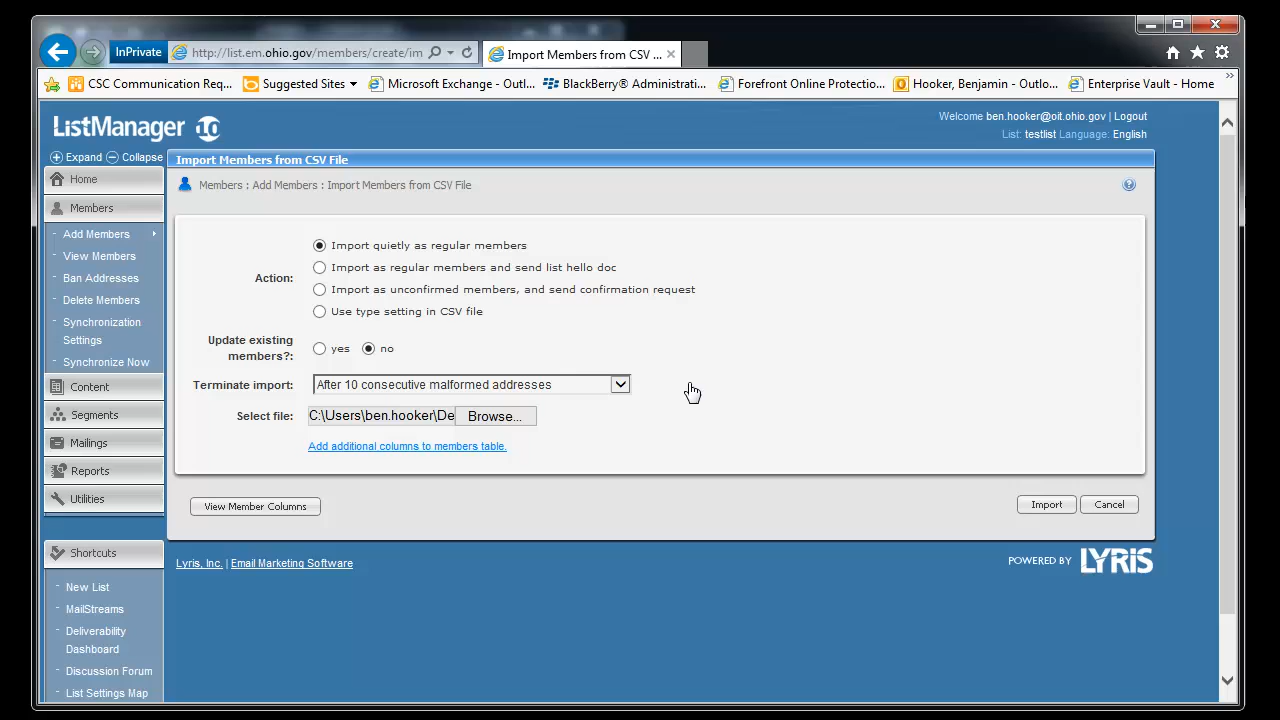 InPrivate
http://list.em.ohio.gov/members/create/im
Import Members from CSV ...
CSC Communication Req...
Suggested Sites
Microsoft Exchange - Outl...
BlackBerry® Administrati...
Forefront Online Protectio...
Hooker, Benjamin - Outlo...
Enterprise Vault - Home
ListManager 10
Welcome ben.hooker@oit.ohio.gov | Logout
List: testlist Language: English
Expand Collapse
Import Members from CSV File
Home
Members : Add Members : Import Members from CSV File
Members
Add Members
View Members
Ban Addresses
Delete Members
Synchronization
Settings
Synchronize Now
Content
Segments
Mailings
Reports
Utilities
Shortcuts
New List
MailStreams
Deliverability
Dashboard
Discussion Forum
List Settings Map
Action:
Import quietly as regular members
Import as regular members and send list hello doc
Import as unconfirmed members, and send confirmation request
Use type setting in CSV file
Update existing
members?:
yes
no
Terminate import:
After 10 consecutive malformed addresses
Select file:
C:\Users\ben.hooker\De
Browse...
Add additional columns to members table.
View Member Columns
Import
Cancel
Lyris, Inc. | Email Marketing Software
POWERED BY LYRIS